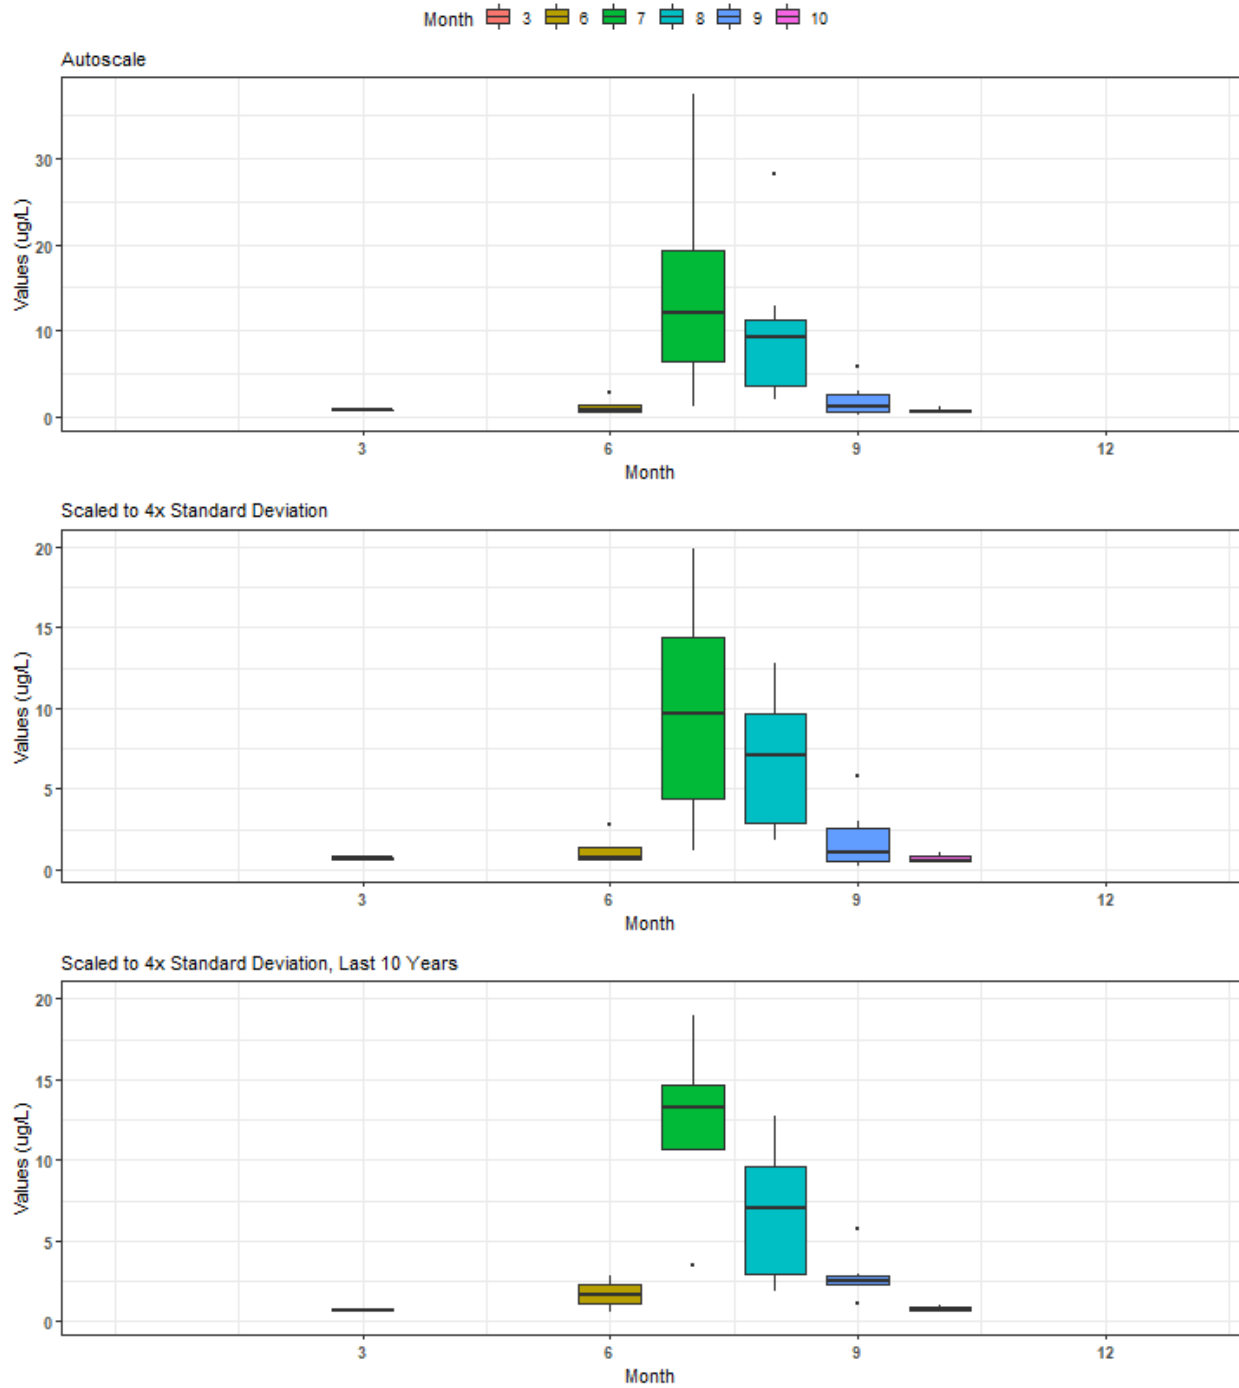 Month 3 6 7 8 9 10
Autoscale
Values (ug/L)
30
20
10
0
3 6 9 12
Month
Scaled to 4x Standard Deviation
Values (ug/L)
20
15
10
5
0
3 6 9 12
Month
Scaled to 4x Standard Deviation, Last 10 Years
Values (ug/L)
20
15
10
5
0
3 6 9 12
Month